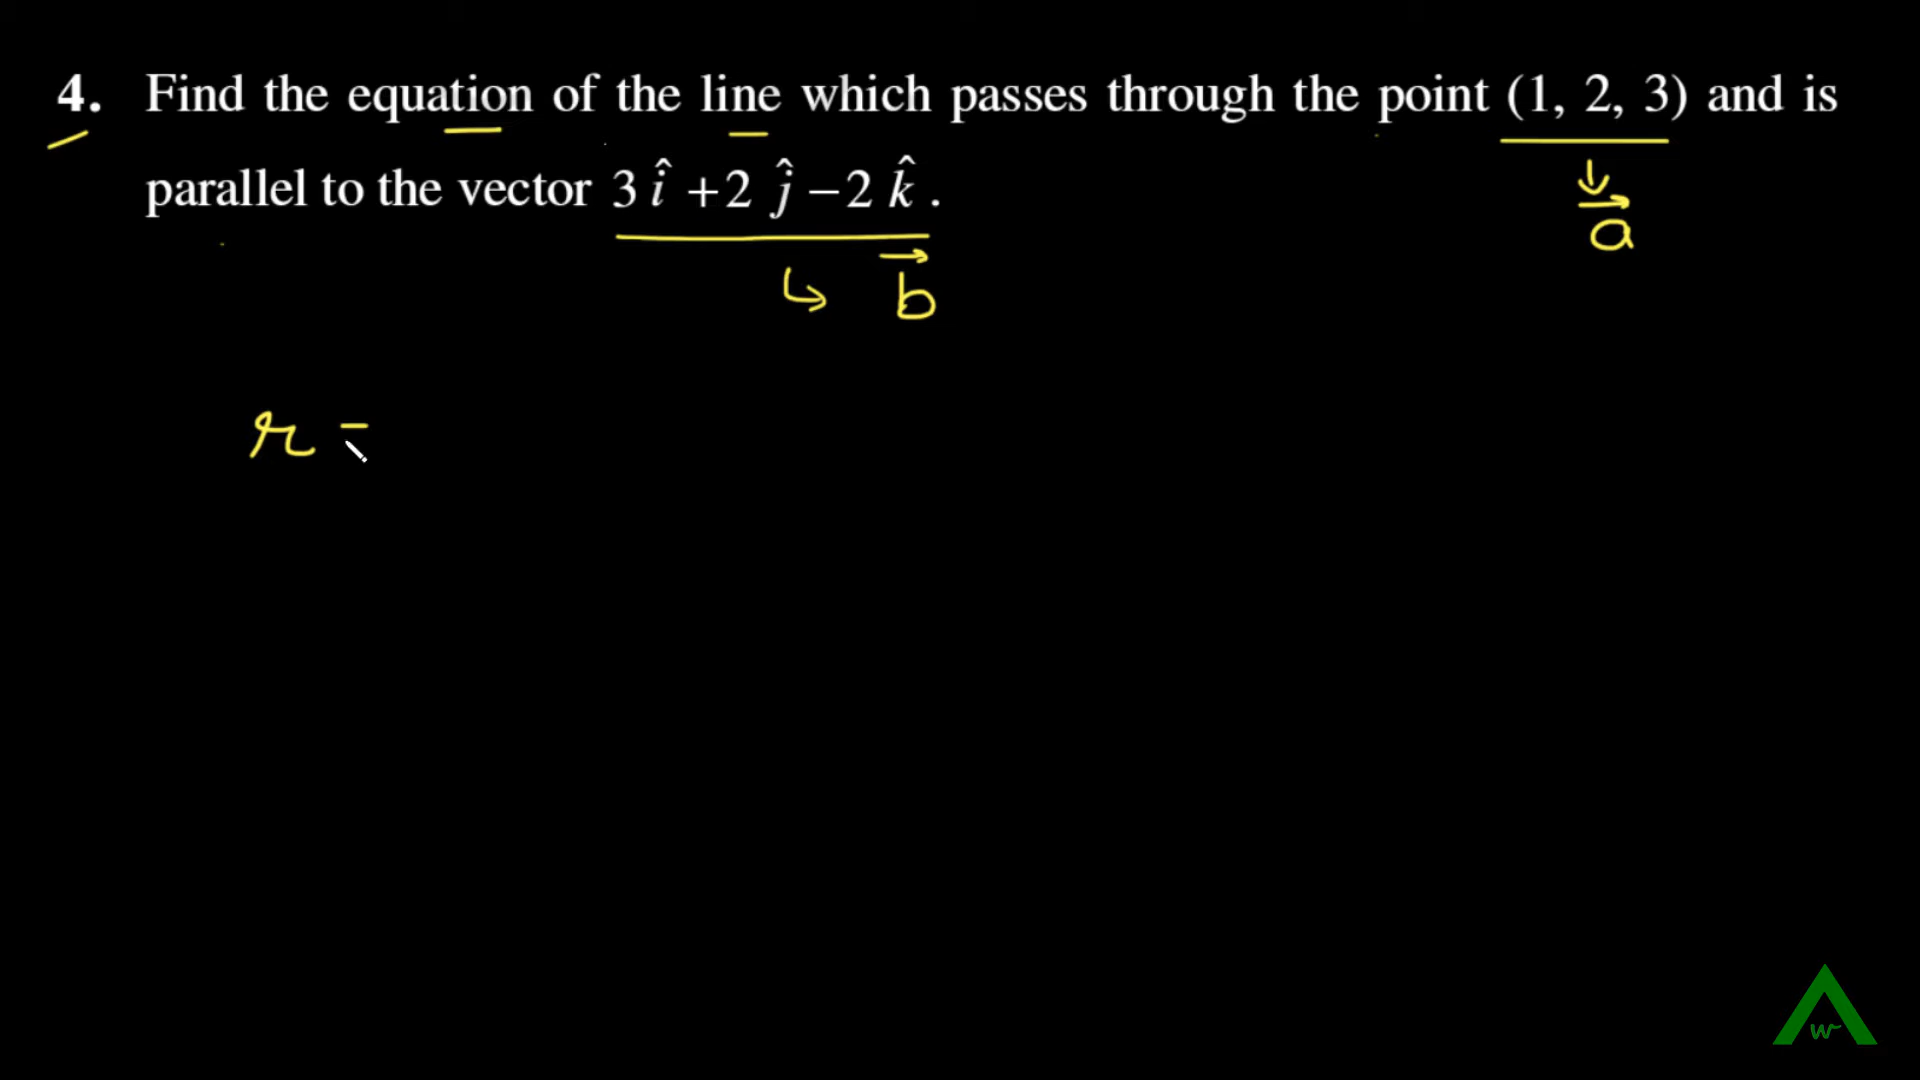 4. Find the equation of the line which passes through the point (1, 2, 3) and is
parallel to the vector 3 î + 2 ĵ − 2 k̂ .
a⃗
b⃗
r =
w